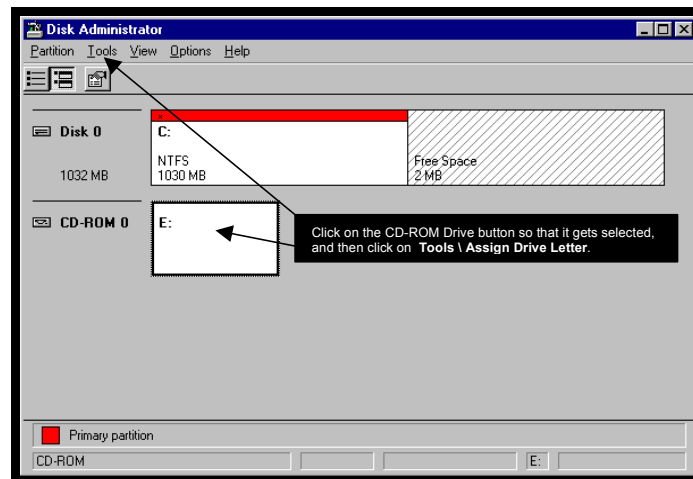 Disk Administrator
Partition Tools View Options Help
Disk 0
1032 MB
C:
NTFS
1030 MB
Free Space
2 MB
CD-ROM 0
E:
Click on the CD-ROM Drive button so that it gets selected,
and then click on Tools \ Assign Drive Letter.
Primary partition
CD-ROM
E: